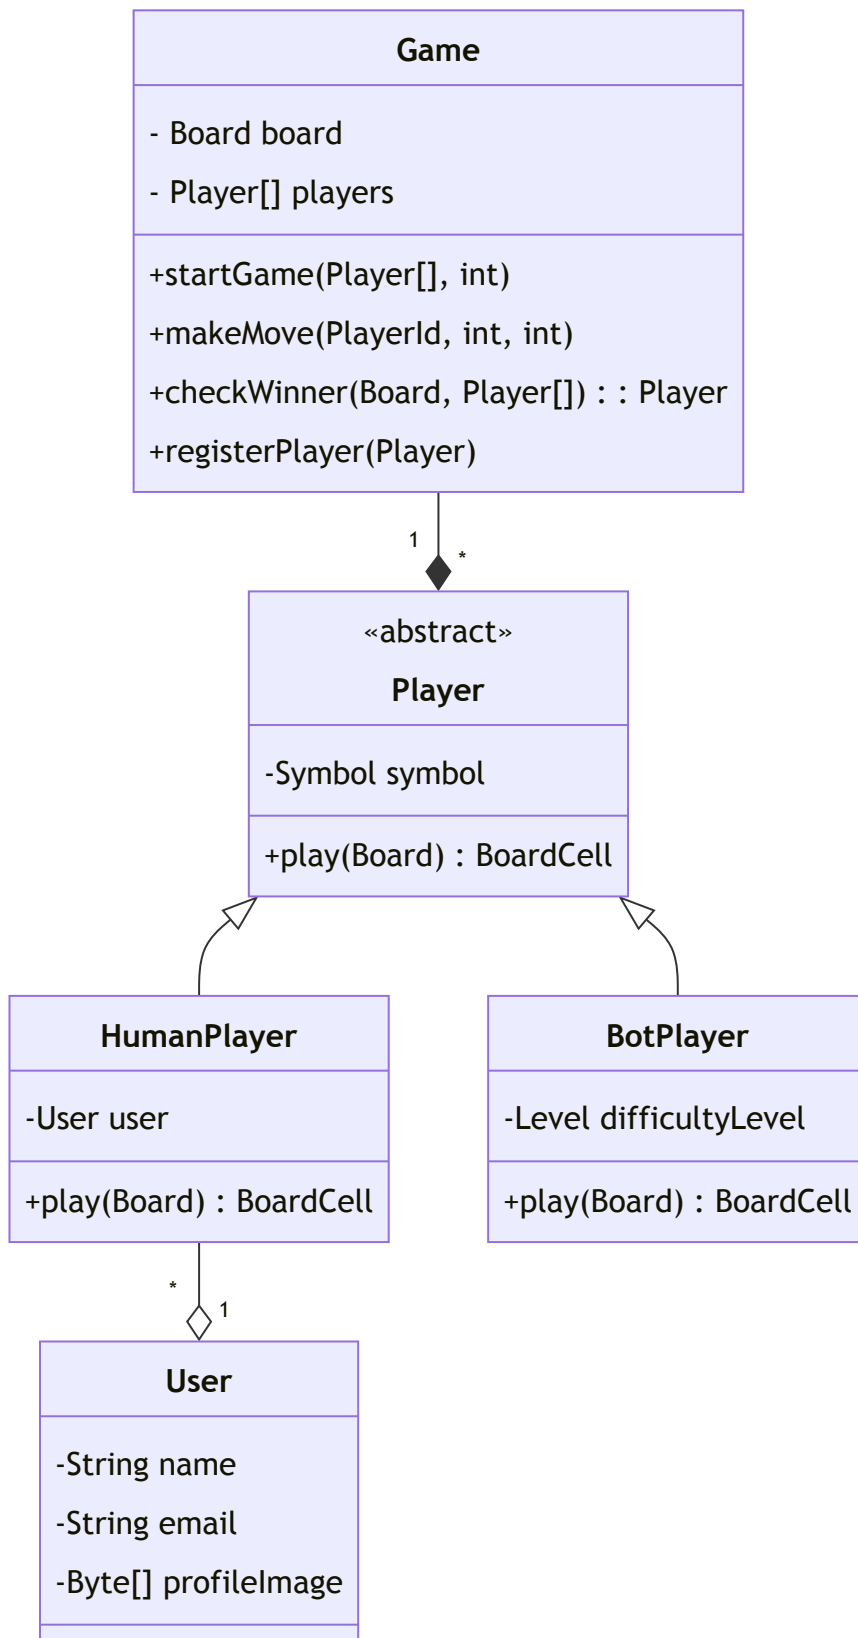 Game
- Board board
- Player[] players
+startGame(Player[], int)
+makeMove(PlayerId, int, int)
+checkWinner(Board, Player[]) : : Player
+registerPlayer(Player)
1
*
«abstract»
Player
-Symbol symbol
+play(Board) : BoardCell
HumanPlayer
-User user
+play(Board) : BoardCell
BotPlayer
-Level difficultyLevel
+play(Board) : BoardCell
*
1
User
-String name
-String email
-Byte[] profileImage